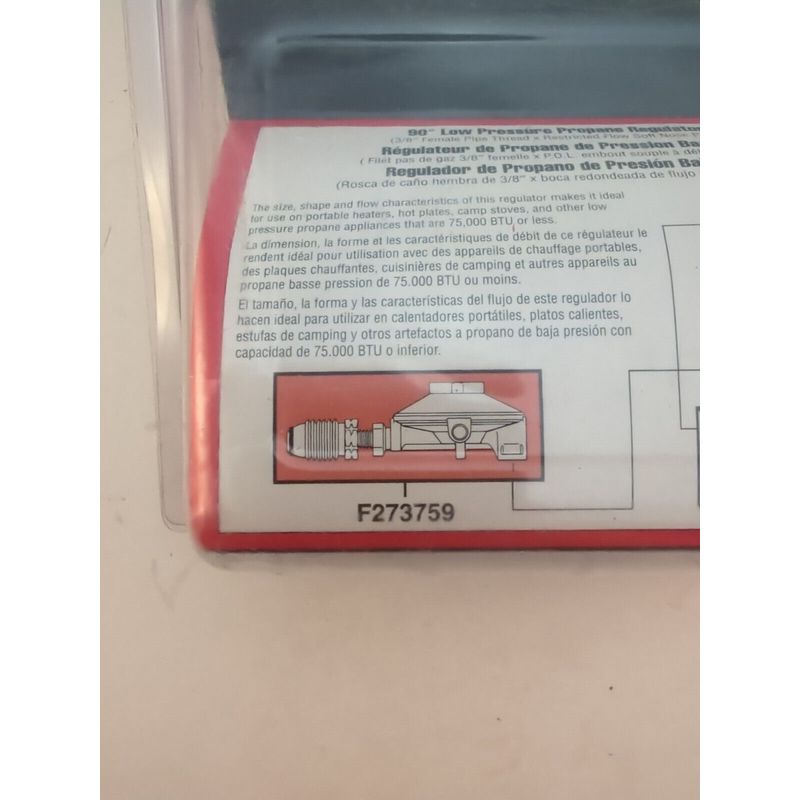 90° Low Pressure Propane Regulator
(3/8" Female Pipe Thread x Restricted Flow Soft Nose P
Régulateur de Propane de Pression Ba
( Filet pas de gaz 3/8" femelle x P.O.L. embout souple à dé
Regulador de Propano de Presión Ba
(Rosca de caño hembra de 3/8" x boca redondeada de flujo
The size, shape and flow characteristics of this regulator makes it ideal
for use on portable heaters, hot plates, camp stoves, and other low
pressure propane appliances that are 75,000 BTU or less.
La dimension, la forme et les caractéristiques de débit de ce régulateur le
rendent idéal pour utilisation avec des appareils de chauffage portables,
des plaques chauffantes, cuisinières de camping et autres appareils au
propane basse pression de 75.000 BTU ou moins.
El tamaño, la forma y las características del flujo de este regulador lo
hacen ideal para utilizar en calentadores portátiles, platos calientes,
estufas de camping y otros artefactos a propano de baja presión con
capacidad de 75.000 BTU o inferior.
F273759